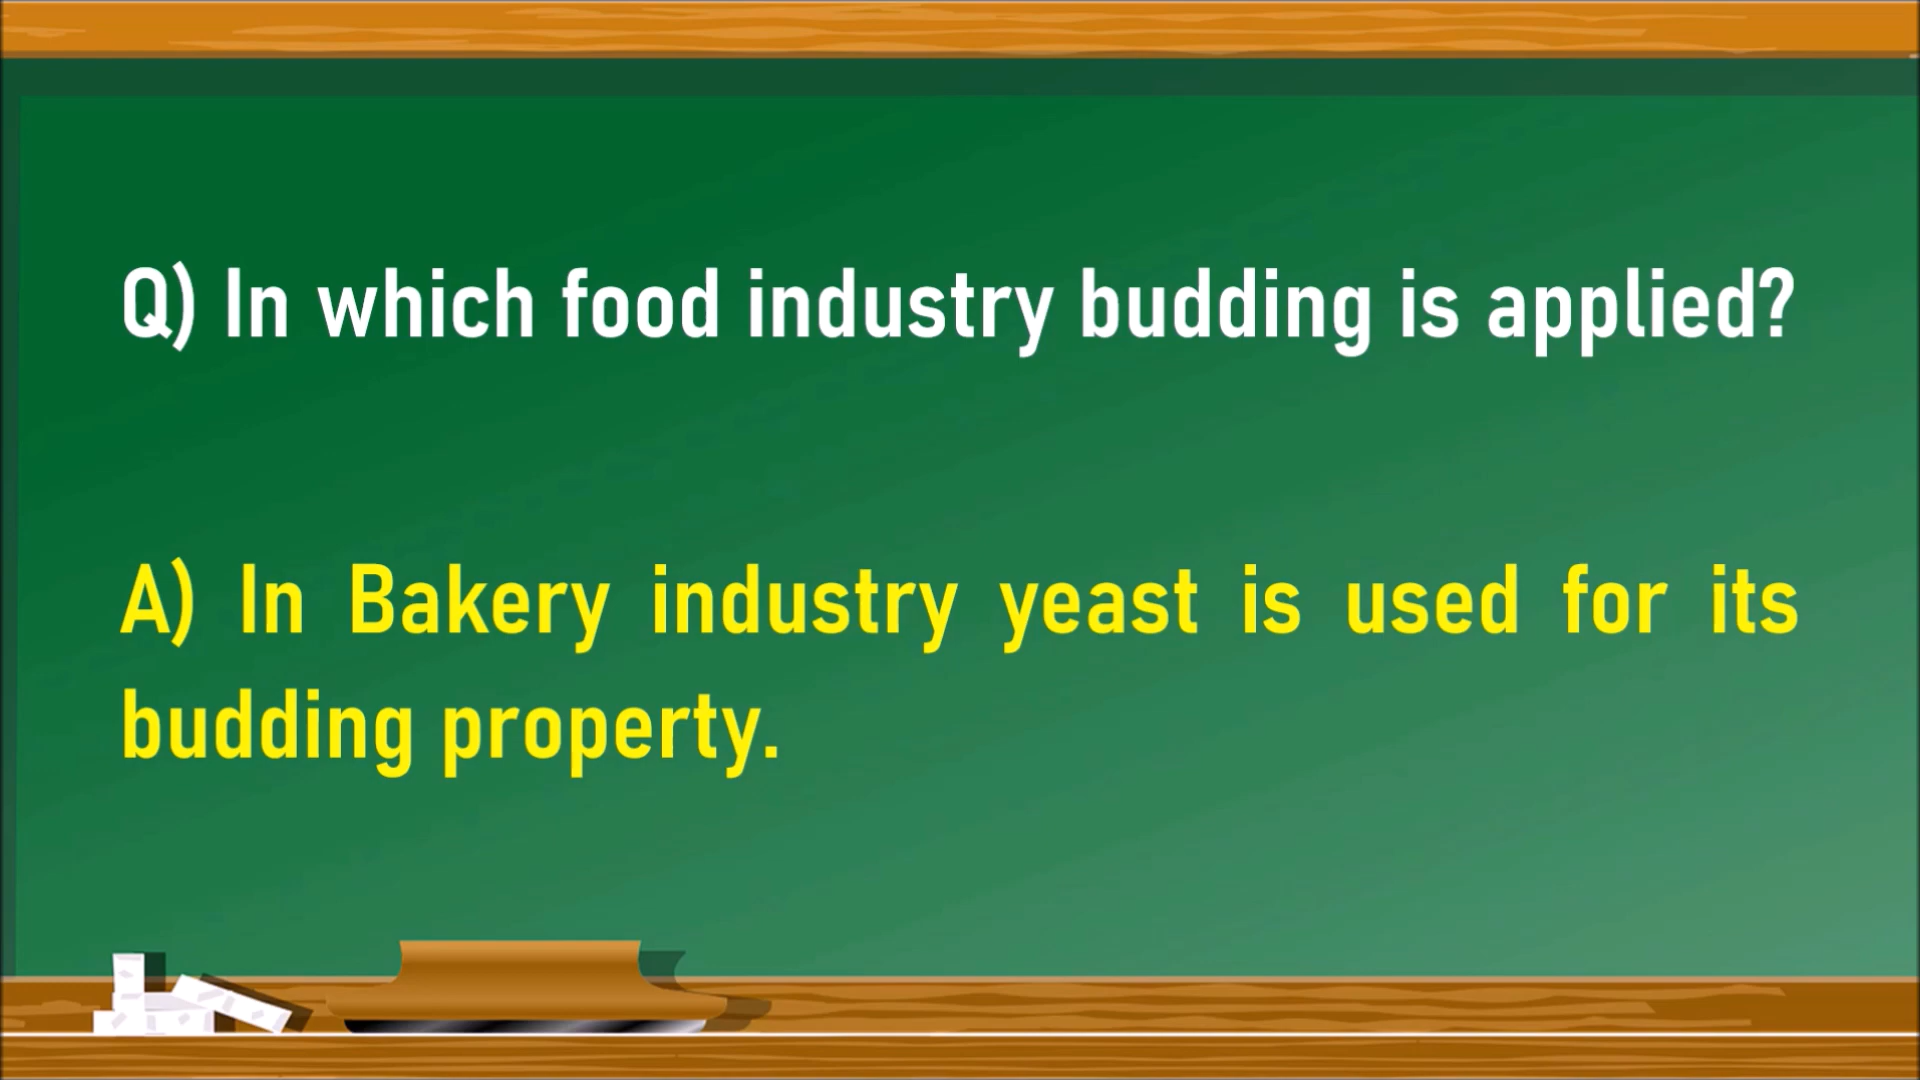 Q) In which food industry budding is applied?
A) In Bakery industry yeast is used for its
budding property.